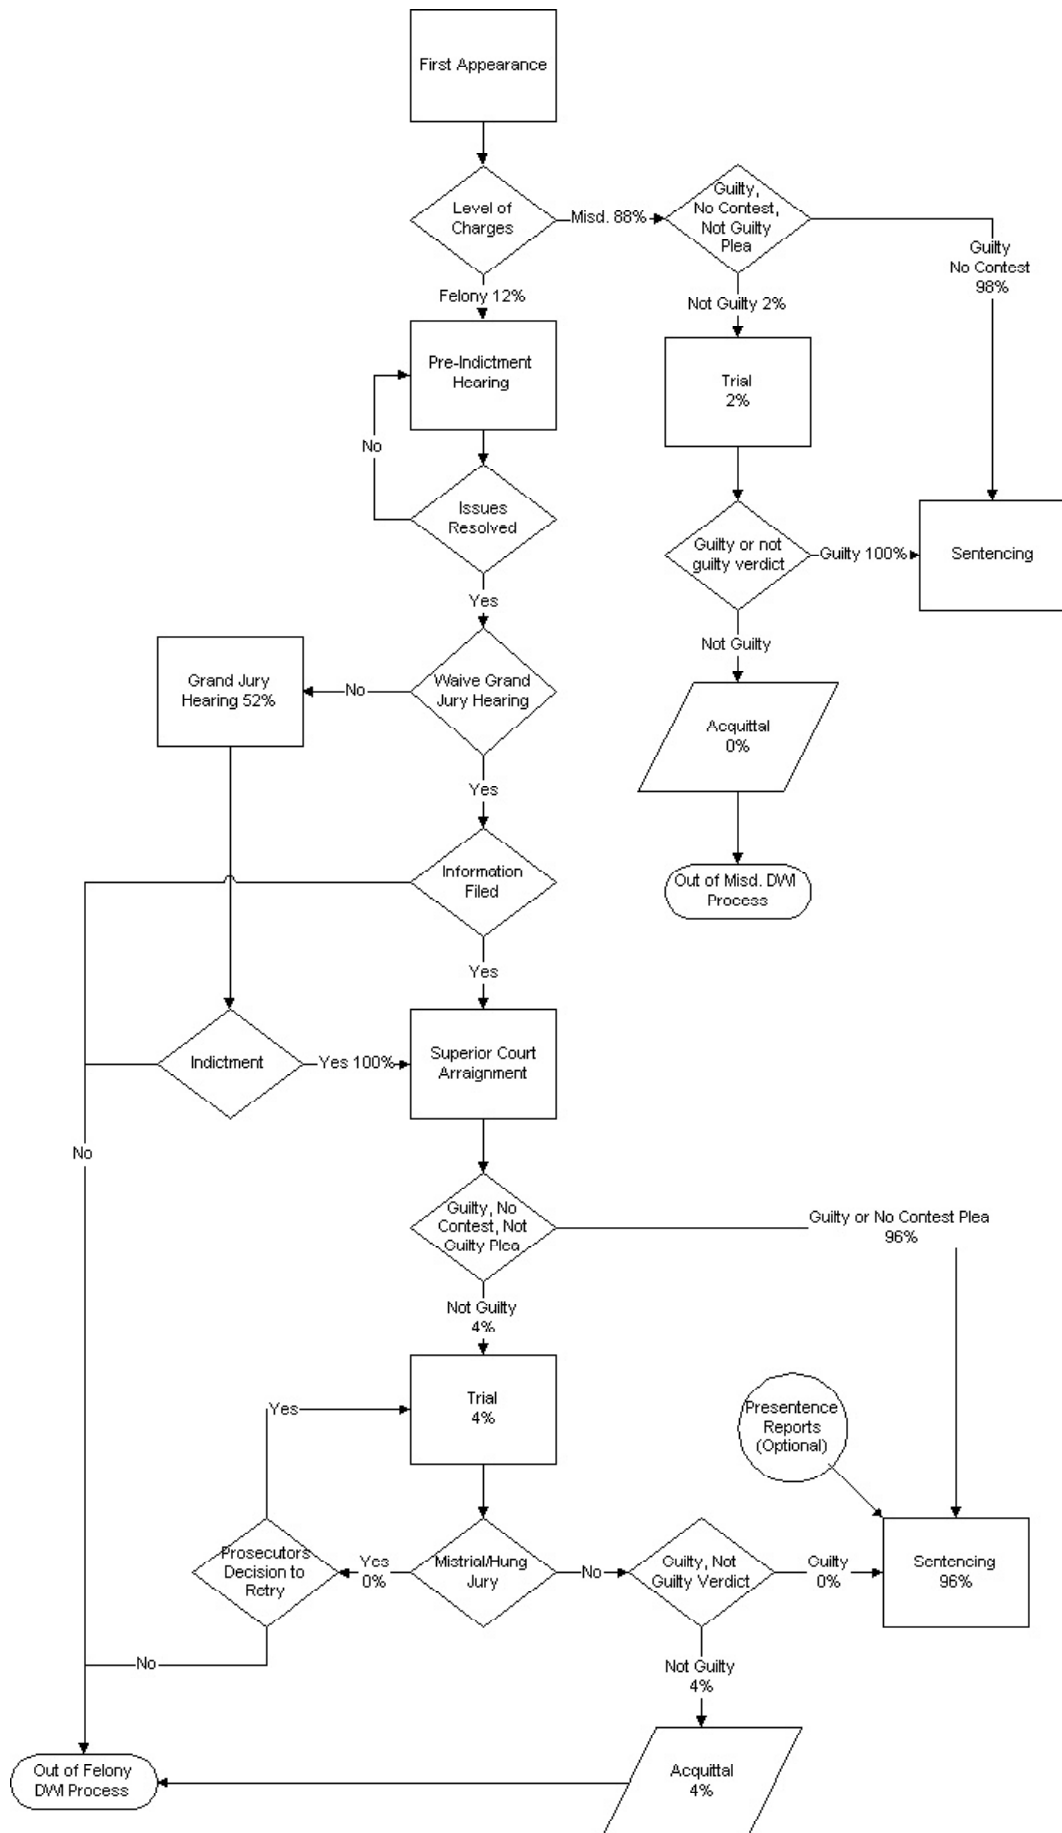 First Appearance
Level of
Charges
Misd. 88%
Guilty,
No Contest,
Not Guilty
Plea
Guilty
No Contest
98%
Felony 12%
Not Guilty 2%
Pre-Indictment
Hearing
Trial
2%
No
Issues
Resolved
Guilty or not
guilty verdict
Guilty 100%
Sentencing
Yes
Not Guilty
Grand Jury
Hearing 52%
No
Waive Grand
Jury Hearing
Acquittal
0%
Yes
Information
Filed
Out of Misd. DWI
Process
Yes
Indictment
Yes 100%
Superior Court
Arraignment
No
Guilty, No
Contest, Not
Guilty Plea
Guilty or No Contest Plea
96%
Not Guilty
4%
Trial
4%
Yes
Presentence
Reports
(Optional)
Prosecutors
Decision to
Retry
Yes
0%
Mistrial/Hung
Jury
No
Guilty, Not
Guilty Verdict
Guilty
0%
Sentencing
96%
No
Not Guilty
4%
Out of Felony
DWI Process
Acquittal
4%